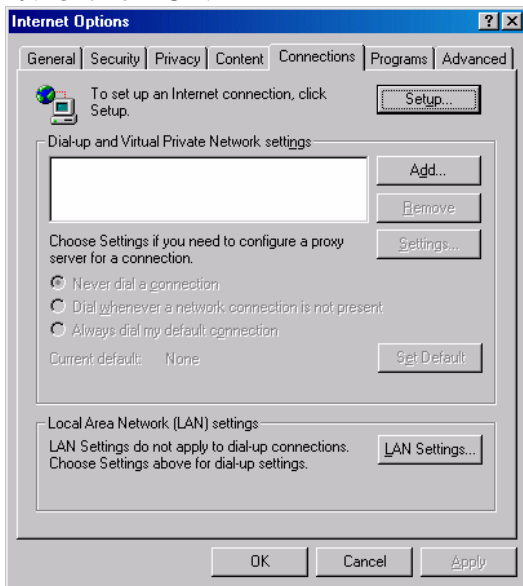 Internet Options
General Security Privacy Content Connections Programs Advanced
To set up an Internet connection, click
Setup.
Setup...
Dial-up and Virtual Private Network settings
Add...
Remove
Choose Settings if you need to configure a proxy
server for a connection.
Settings...
Never dial a connection
Dial whenever a network connection is not present
Always dial my default connection
Current default: None
Set Default
Local Area Network (LAN) settings
LAN Settings do not apply to dial-up connections.
Choose Settings above for dial-up settings.
LAN Settings...
OK Cancel Apply